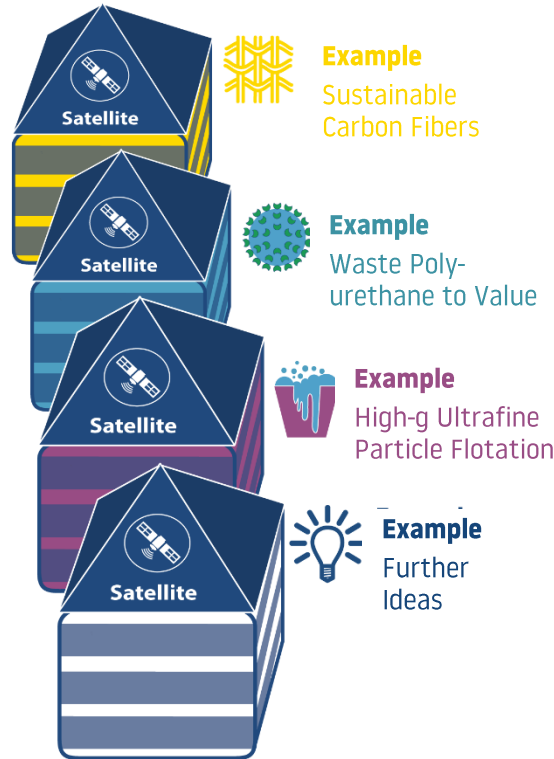 Satellite
Example
Sustainable
Carbon Fibers
Satellite
Example
Waste Poly-
urethane to Value
Satellite
Example
High-g Ultrafine
Particle Flotation
Satellite
Example
Further
Ideas